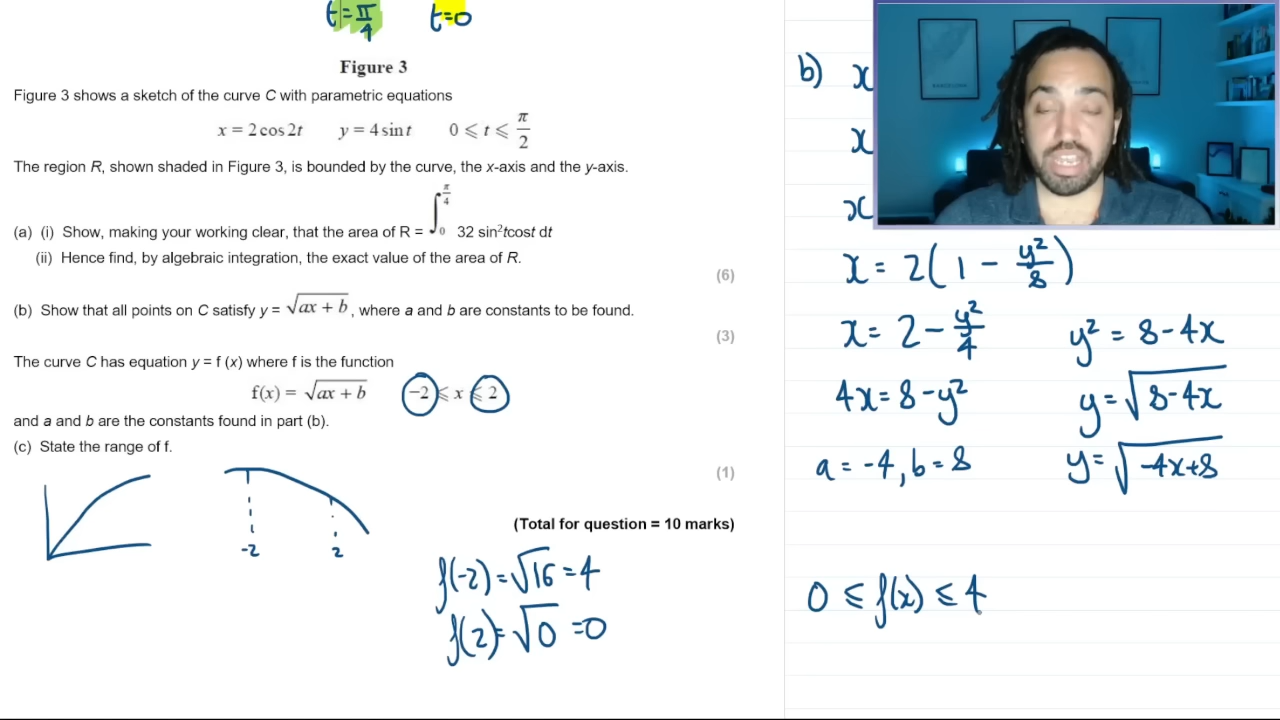 t=π/4 t=0
Figure 3
Figure 3 shows a sketch of the curve C with parametric equations
x = 2 cos 2t y = 4 sin t 0 ⩽ t ⩽ π/2
The region R, shown shaded in Figure 3, is bounded by the curve, the x-axis and the y-axis.
(a) (i) Show, making your working clear, that the area of R = ∫₀^(π/4) 32 sin²tcost dt
(ii) Hence find, by algebraic integration, the exact value of the area of R.
(6)
(b) Show that all points on C satisfy y = √(ax + b), where a and b are constants to be found.
(3)
The curve C has equation y = f (x) where f is the function
f(x) = √(ax + b) −2 ⩽ x ⩽ 2
and a and b are the constants found in part (b).
(c) State the range of f.
(1)
(Total for question = 10 marks)
-2 2
f(-2)=√16=4
f(2)=√0=0
b) x
x
x
x = 2(1 - y²/8)
x = 2 - y²/4
4x = 8 - y²
a = -4, b = 8
y² = 8 - 4x
y = √(8-4x)
y = √(-4x+8)
0 ⩽ f(x) ⩽ 4